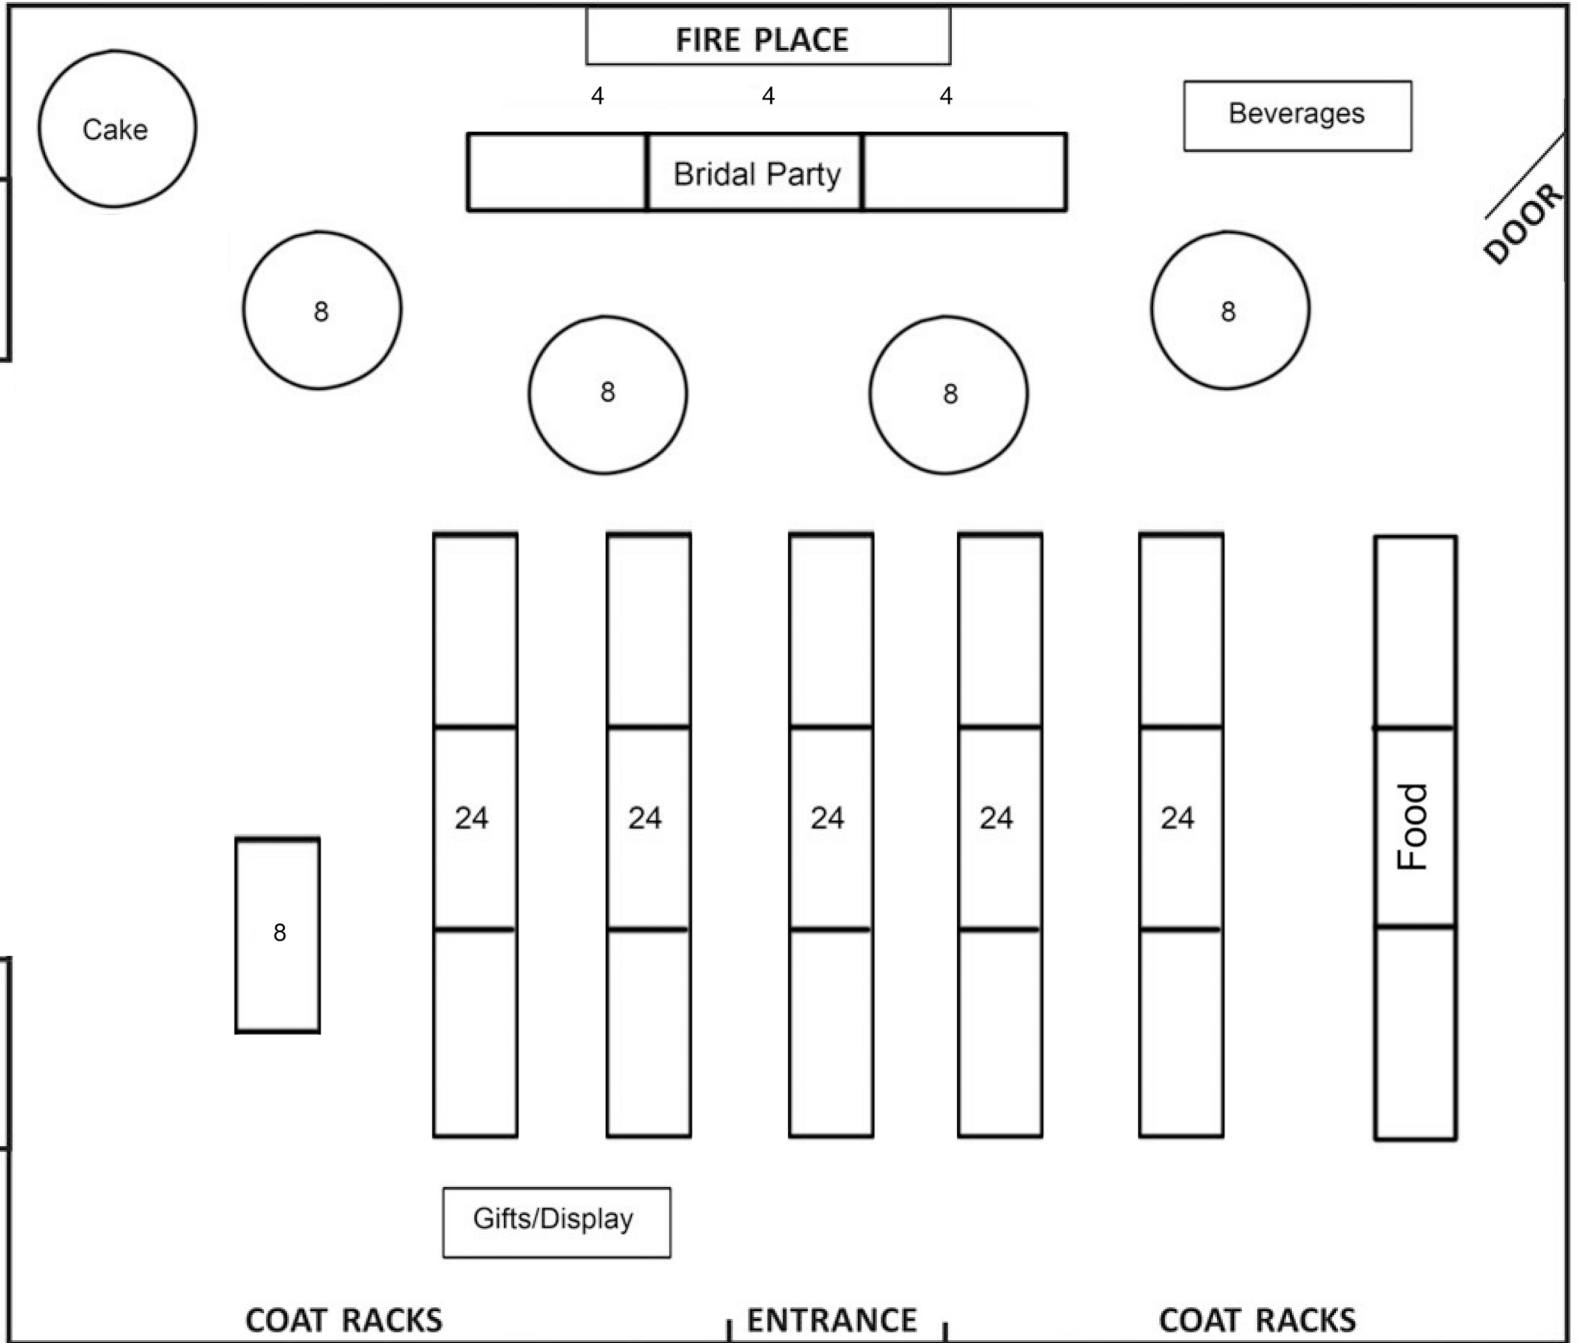 FIRE PLACE
4 4 4
Cake
Beverages
Bridal Party
DOOR
8
8
8
8
24 24 24 24 24
Food
8
Gifts/Display
COAT RACKS
ENTRANCE
COAT RACKS